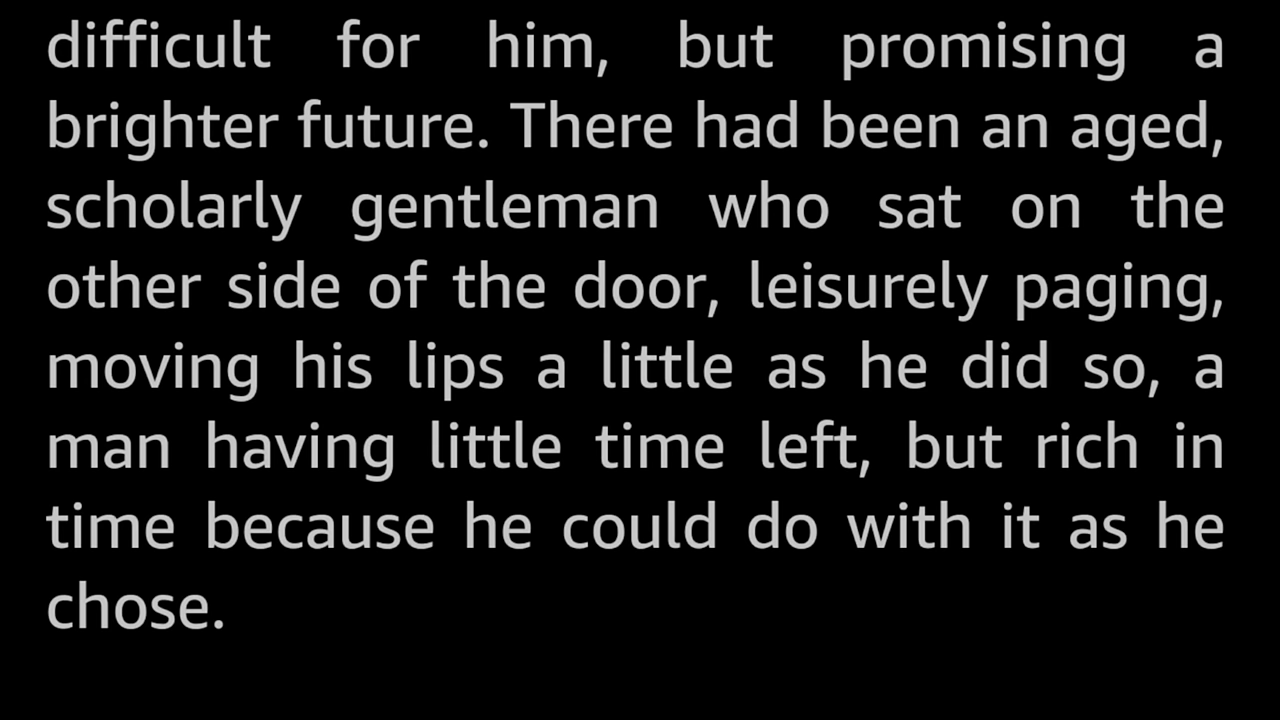 difficult for him, but promising a
brighter future. There had been an aged,
scholarly gentleman who sat on the
other side of the door, leisurely paging,
moving his lips a little as he did so, a
man having little time left, but rich in
time because he could do with it as he
chose.